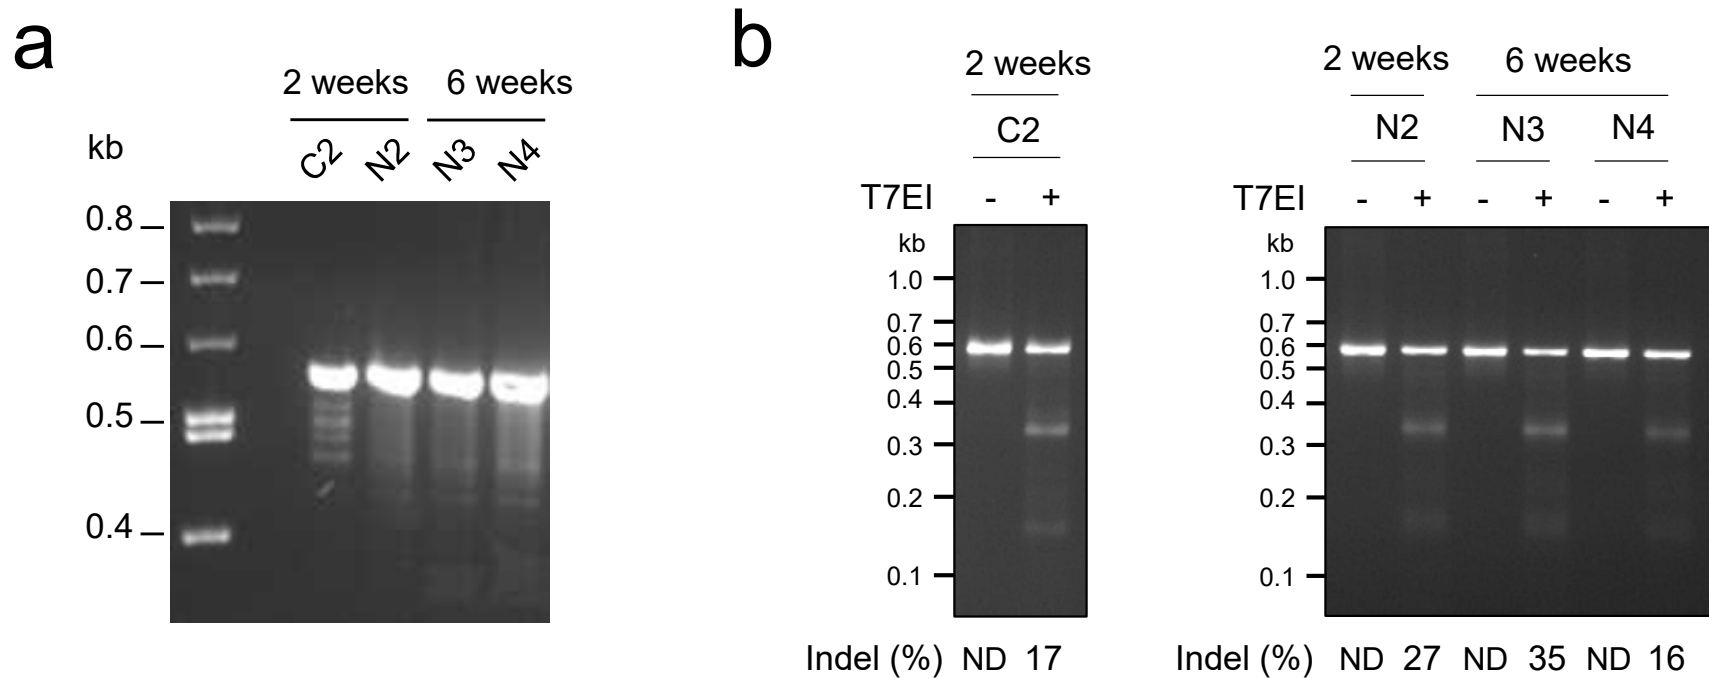 a
2 weeks 6 weeks
kb
C2 N2 N3 N4
0.8
0.7
0.6
0.5
0.4
b
2 weeks
C2
T7EI - +
kb
1.0
0.7
0.6
0.5
0.4
0.3
0.2
0.1
Indel (%) ND 17
2 weeks 6 weeks
N2 N3 N4
T7EI - + - + - +
kb
1.0
0.7
0.6
0.5
0.4
0.3
0.2
0.1
Indel (%) ND 27 ND 35 ND 16